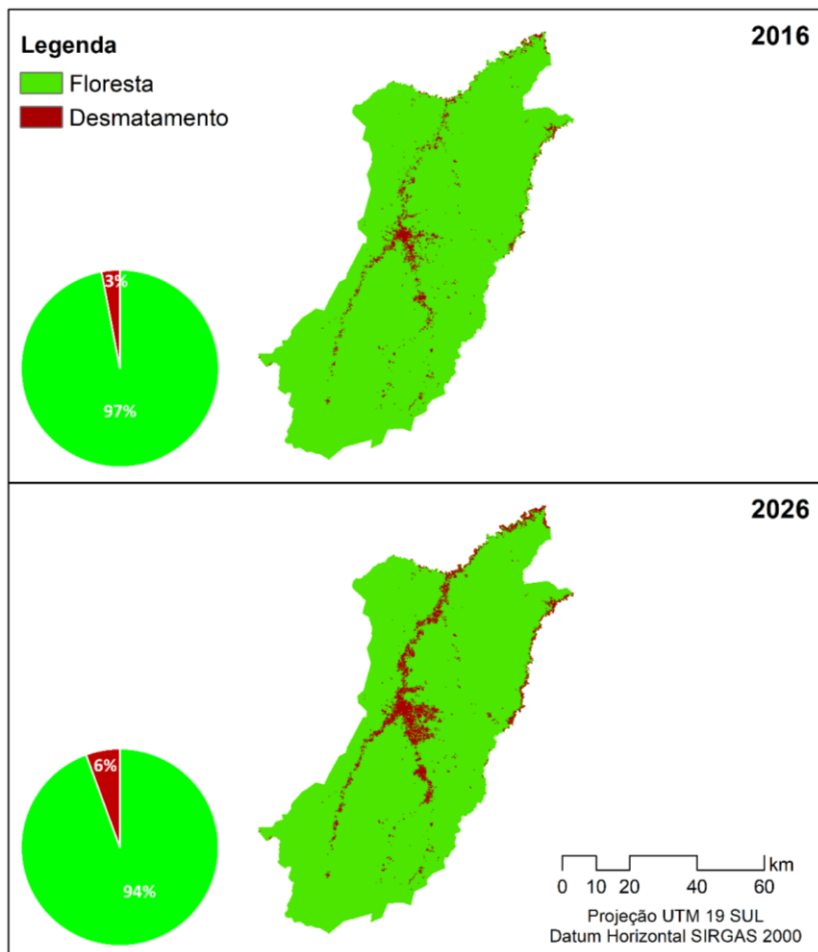 Legenda
Floresta
Desmatamento
2016
3%
97%
2026
6%
94%
km
0 10 20 40 60
Projeção UTM 19 SUL
Datum Horizontal SIRGAS 2000